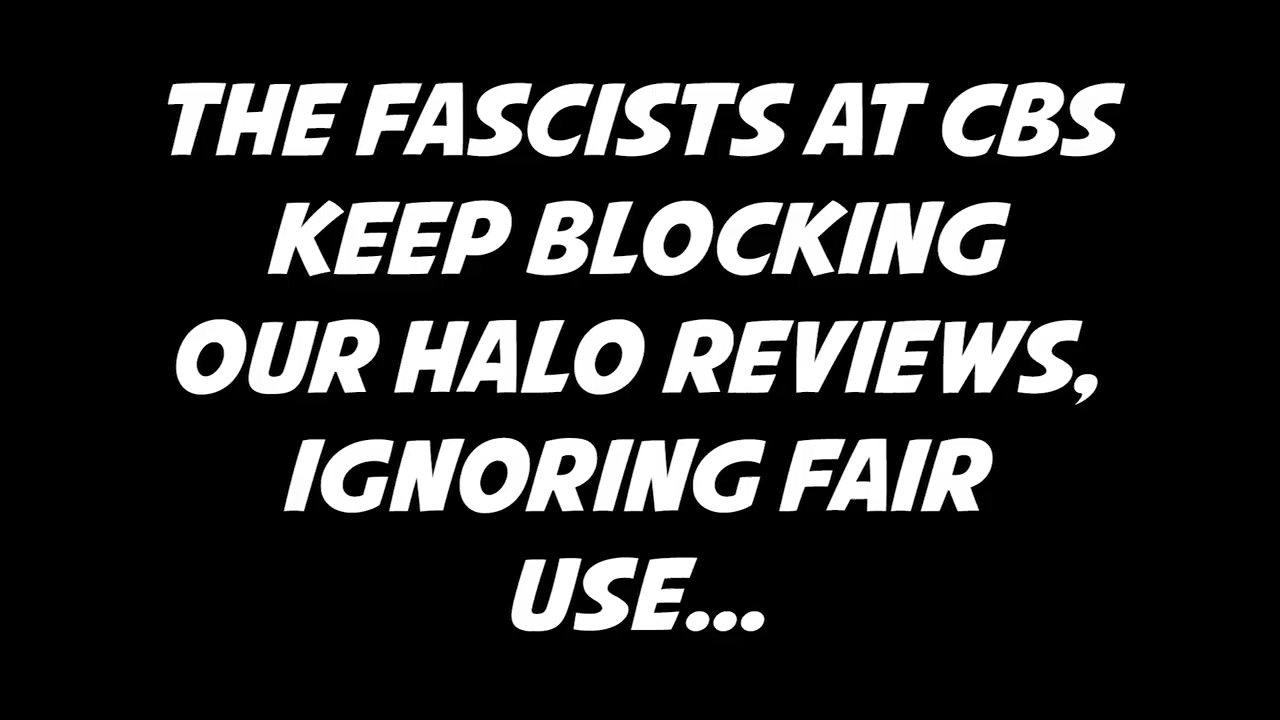 THE FASCISTS AT CBS
KEEP BLOCKING
OUR HALO REVIEWS,
IGNORING FAIR
USE...